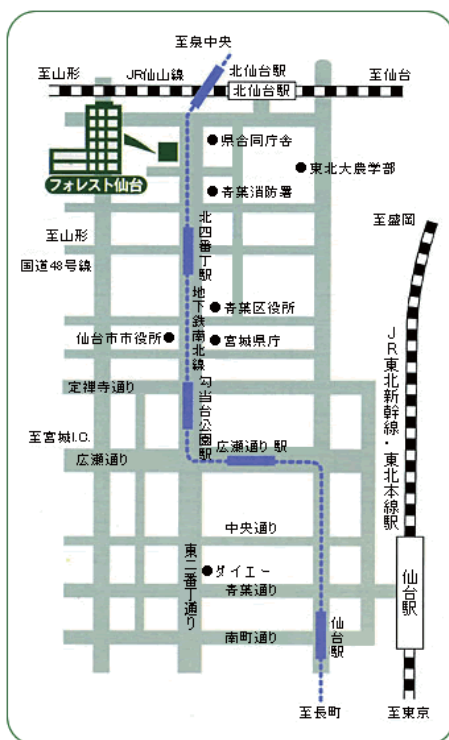 至泉中央
至山形
JR仙山線
北仙台駅
北仙台駅
至仙台
県合同庁舎
東北大農学部
フォレスト仙台
青葉消防署
至盛岡
至山形
北四番丁駅
国道48号線
地下鉄南北線
青葉区役所
仙台市市役所
宮城県庁
JR東北新幹線・東北本線駅
定禅寺通り
勾当台公園駅
至宮城I.C.
広瀬通り
広瀬通り 駅
中央通り
東二番丁通り
ダイエー
青葉通り
仙台駅
南町通り
仙台駅
至長町
至東京